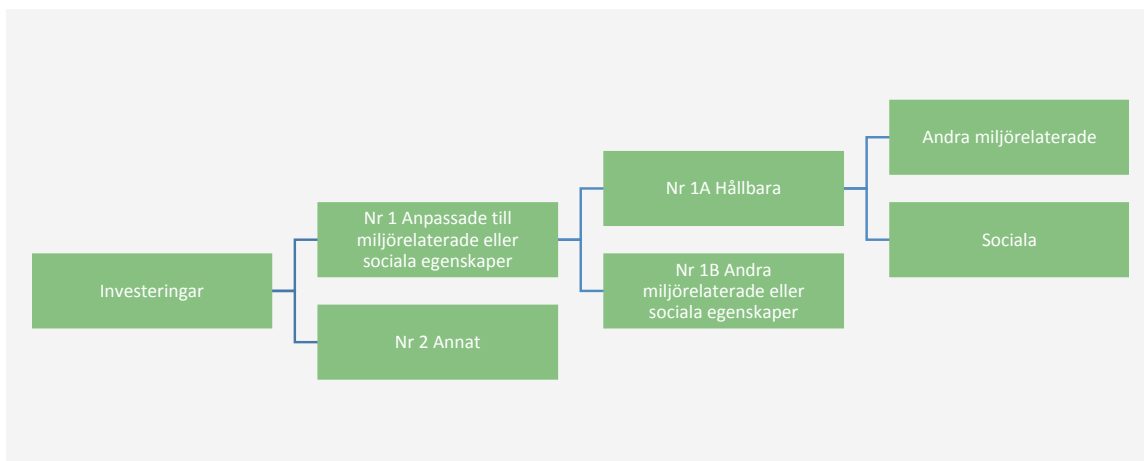 Investeringar
Nr 1 Anpassade till
miljörelaterade eller
sociala egenskaper
Nr 2 Annat
Nr 1A Hållbara
Nr 1B Andra
miljörelaterade eller
sociala egenskaper
Andra miljörelaterade
Sociala